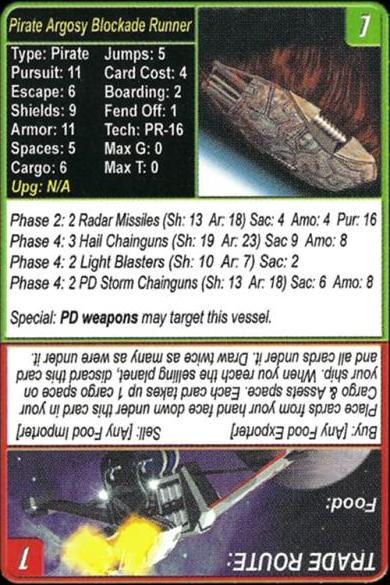 Pirate Argosy Blockade Runner
1
Type: Pirate Jumps: 5
Pursuit: 11 Card Cost: 4
Escape: 6 Boarding: 2
Shields: 9 Fend Off: 1
Armor: 11 Tech: PR-16
Spaces: 5 Max G: 0
Cargo: 6 Max T: 0
Upg: N/A
Phase 2: 2 Radar Missiles (Sh: 13 Ar: 18) Sac: 4 Amo: 4 Pur: 16
Phase 4: 3 Hail Chainguns (Sh: 19 Ar: 23) Sac 9 Amo: 8
Phase 4: 2 Light Blasters (Sh: 10 Ar: 7) Sac: 2
Phase 4: 2 PD Storm Chainguns (Sh: 13 Ar: 18) Sac: 6 Amo: 8
Special: PD weapons may target this vessel.
TRADE ROUTE:
1
Food:
Buy: [Any Food Exporter] Sell: [Any Food Importer]
Place cards from your hand face down under this card in your
Cargo & Assets space. Each card takes up 1 cargo space on
your ship. When you reach the selling planet, discard this card
and all cards under it. Draw twice as many as were under it.